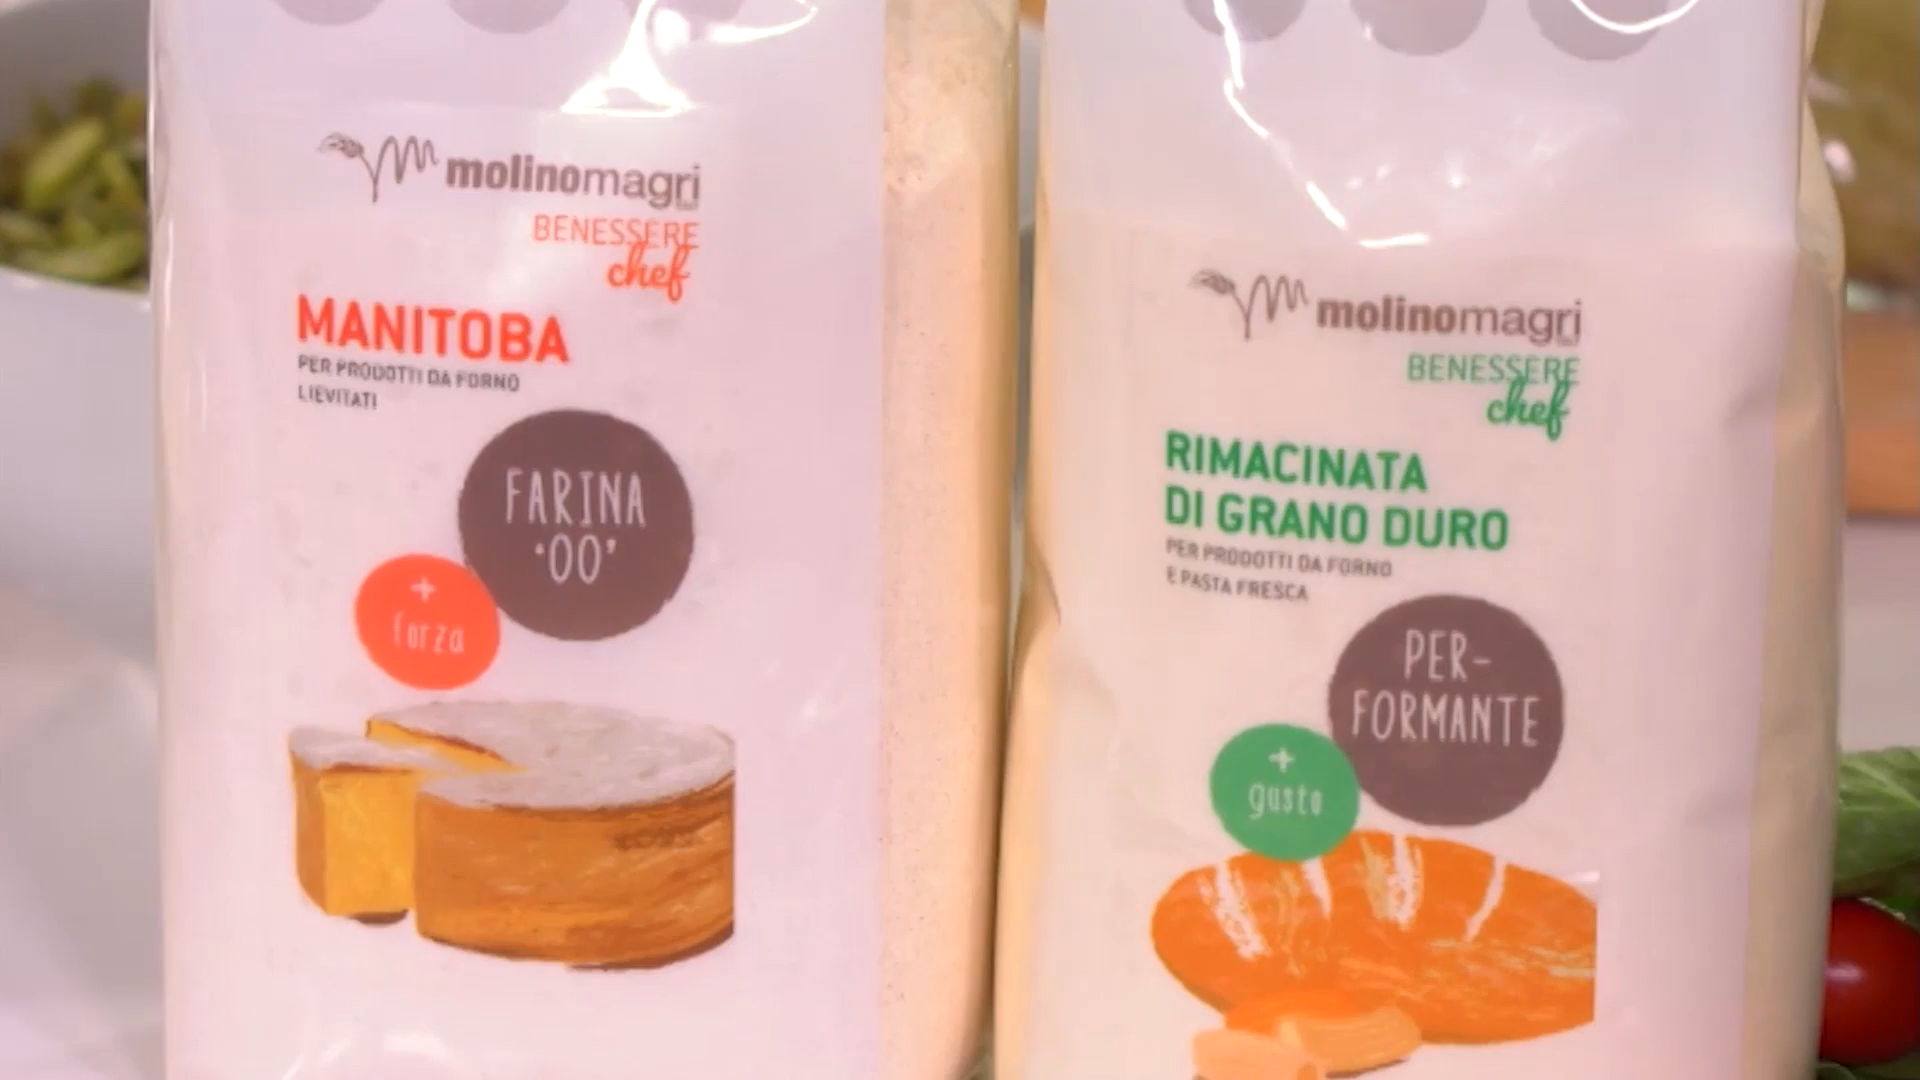 molinomagri
BENESSERE
chef
MANITOBA
PER PRODOTTI DA FORNO
LIEVITATI
FARINA
‘00’
+
forza
molinomagri
BENESSERE
chef
RIMACINATA
DI GRANO DURO
PER PRODOTTI DA FORNO
E PASTA FRESCA
PER-
FORMANTE
+
gusto